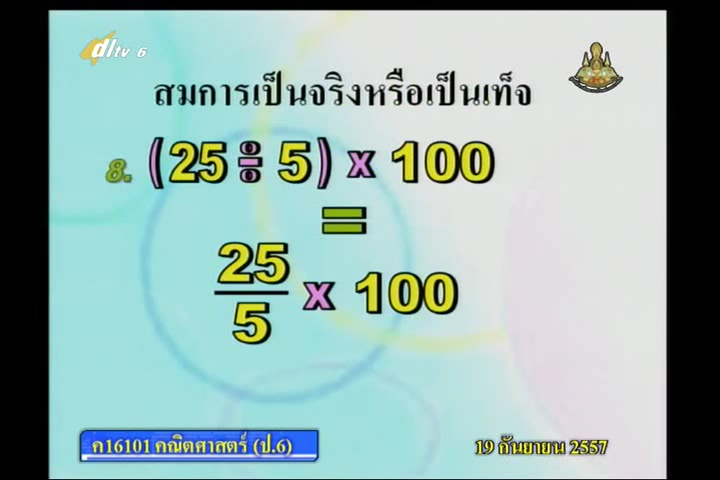 dltv 6
สมการเป็นจริงหรือเป็นเท็จ
8. (25 ÷ 5) x 100
=
25
5
x 100
ค16101 คณิตศาสตร์ (ป.6)
19 กันยายน 2557